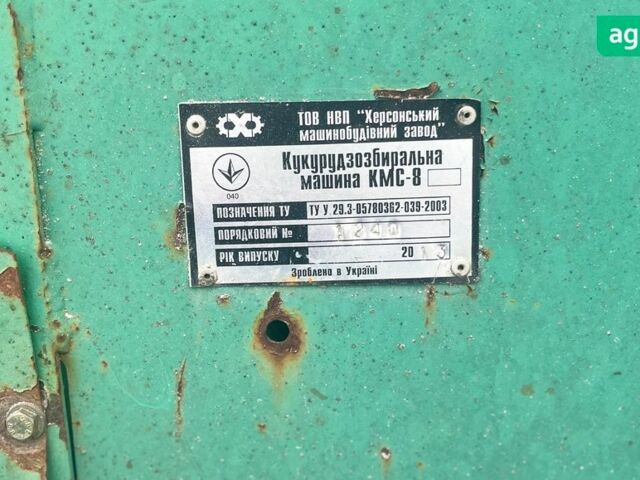 ag
ТОВ НВП "Херсонський
машинобудівний завод"
Кукурудзозбиральна
машина КМС-8
040
ПОЗНАЧЕННЯ ТУ ТУ У 29.3-05780362-039-2003
ПОРЯДКОВИЙ №
РІК ВИПУСКУ 2013
Зроблено в Україні